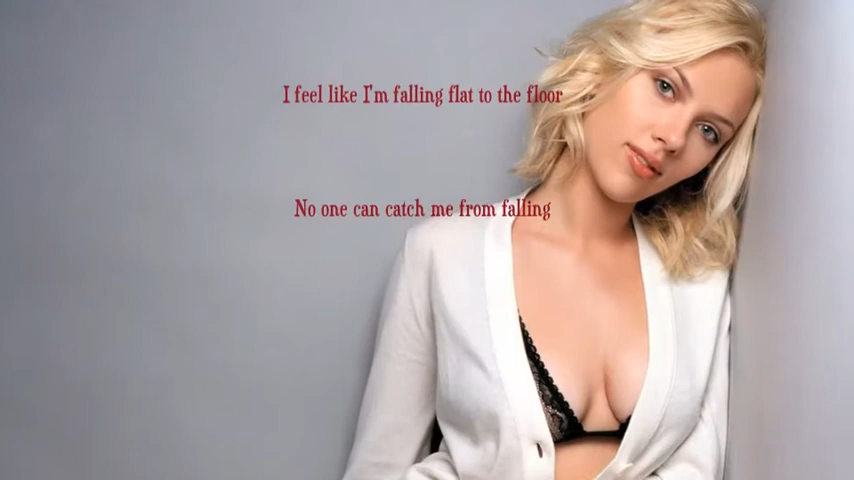 I feel like I'm falling flat to the floor
No one can catch me from falling